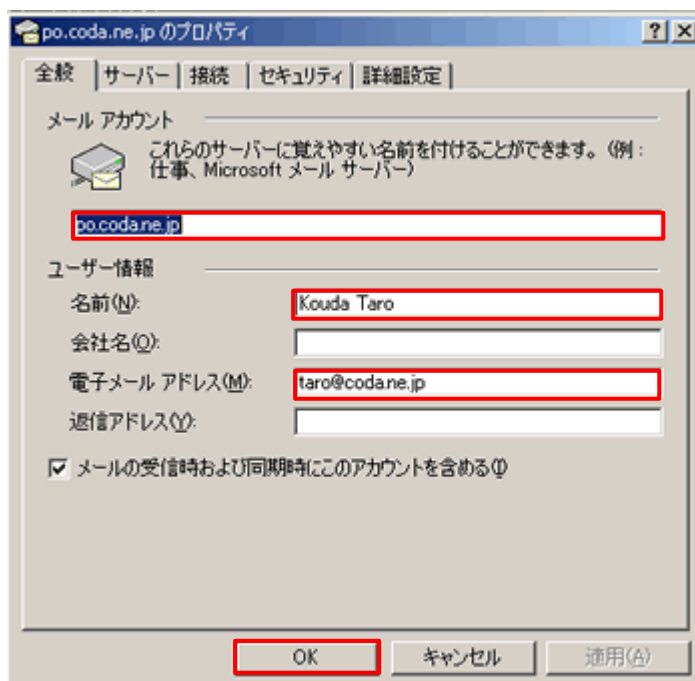 po.coda.ne.jp のプロパティ
全般 サーバー 接続 セキュリティ 詳細設定
メール アカウント
これらのサーバーに覚えやすい名前を付けることができます。(例:
仕事、Microsoft メール サーバー)
po.coda.ne.jp
ユーザー情報
名前(N): Kouda Taro
会社名(O):
電子メール アドレス(M): taro@coda.ne.jp
返信アドレス(Y):
メールの受信時および同期時にこのアカウントを含める(I)
OK キャンセル 適用(A)